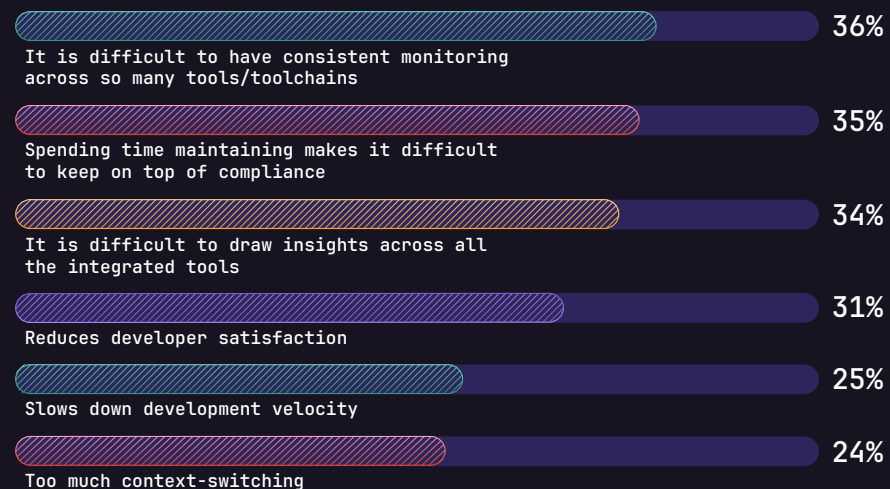 36%
It is difficult to have consistent monitoring
across so many tools/toolchains
35%
Spending time maintaining makes it difficult
to keep on top of compliance
34%
It is difficult to draw insights across all
the integrated tools
31%
Reduces developer satisfaction
25%
Slows down development velocity
24%
Too much context-switching